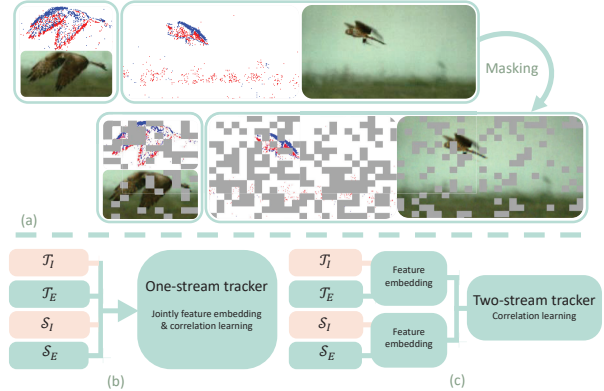 Masking
(a)
𝒯_I
𝒯_E
𝒮_I
𝒮_E
One-stream tracker
Jointly feature embedding
& correlation learning
(b)
𝒯_I
𝒯_E
𝒮_I
𝒮_E
Feature
embedding
Feature
embedding
Two-stream tracker
Correlation learning
(c)